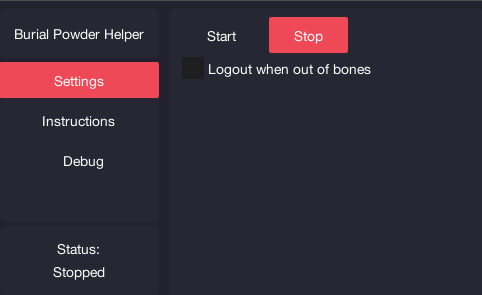 Burial Powder Helper
Settings
Instructions
Debug
Status:
Stopped
Start
Stop
Logout when out of bones